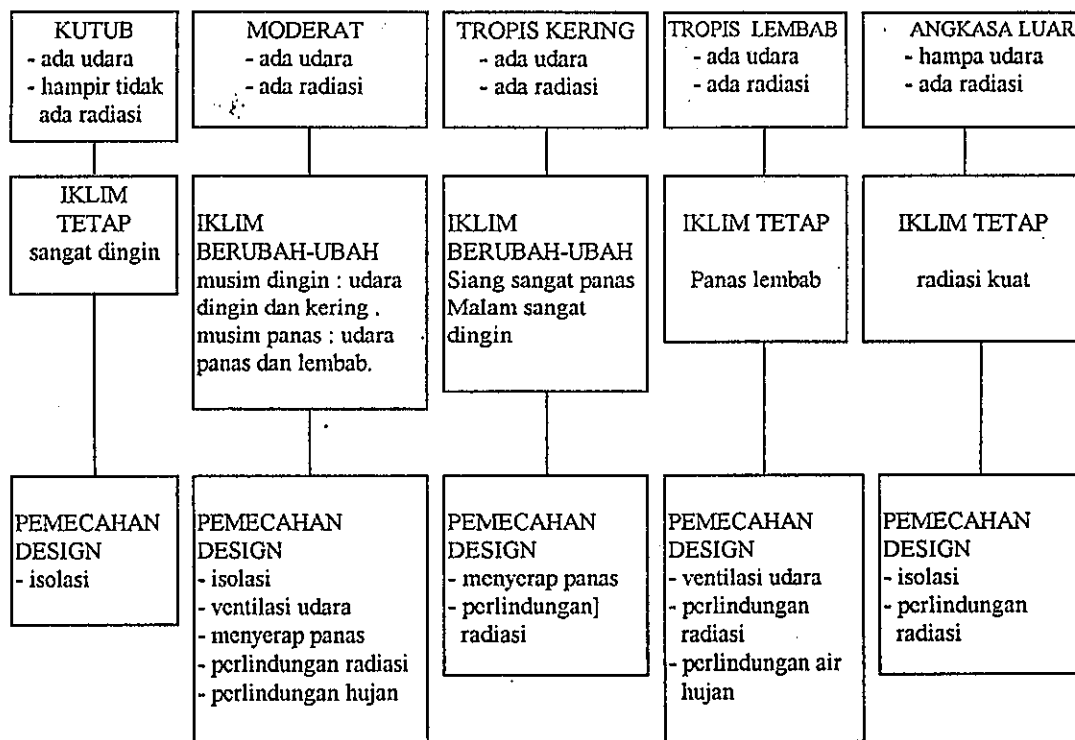 KUTUB
- ada udara
- hampir tidak
ada radiasi
MODERAT
- ada udara
- ada radiasi
TROPIS KERING
- ada udara
- ada radiasi
TROPIS LEMBAB
- ada udara
- ada radiasi
ANGKASA LUAR
- hampa udara
- ada radiasi
IKLIM
TETAP
sangat dingin
IKLIM
BERUBAH-UBAH
musim dingin : udara
dingin dan kering .
musim panas : udara
panas dan lembab.
IKLIM
BERUBAH-UBAH
Siang sangat panas
Malam sangat
dingin
IKLIM TETAP
Panas lembab
IKLIM TETAP
radiasi kuat
PEMECAHAN
DESIGN
- isolasi
PEMECAHAN
DESIGN
- isolasi
- ventilasi udara
- menyerap panas
- perlindungan radiasi
- perlindungan hujan
PEMECAHAN
DESIGN
- menyerap panas
- perlindungan]
radiasi
PEMECAHAN
DESIGN
- ventilasi udara
- perlindungan
radiasi
- perlindungan air
hujan
PEMECAHAN
DESIGN
- isolasi
- perlindungan
radiasi